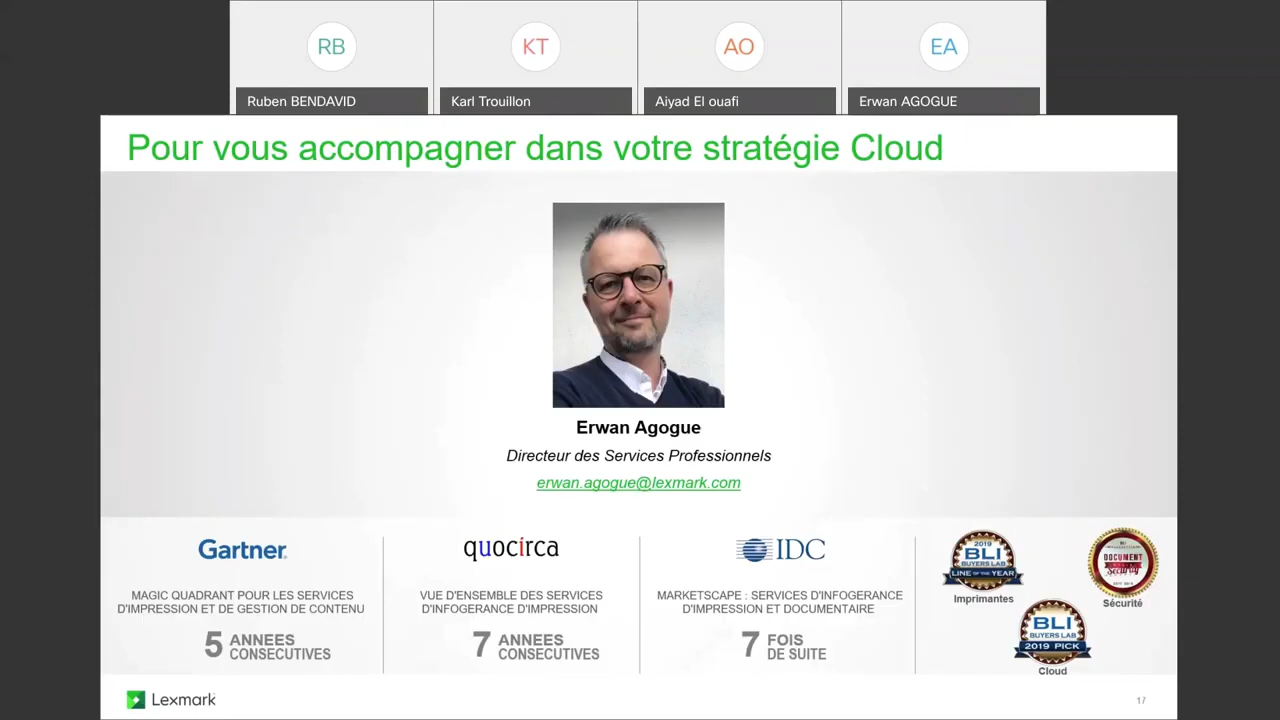 RB
KT
AO
EA
Ruben BENDAVID
Karl Trouillon
Aiyad El ouafi
Erwan AGOGUE
Pour vous accompagner dans votre stratégie Cloud
Erwan Agogue
Directeur des Services Professionnels
erwan.agogue@lexmark.com
Gartner
MAGIC QUADRANT POUR LES SERVICES
D'IMPRESSION ET DE GESTION DE CONTENU
5 ANNEES
CONSECUTIVES
quocirca
VUE D'ENSEMBLE DES SERVICES
D'INFOGERANCE D'IMPRESSION
7 ANNEES
CONSECUTIVES
IDC
MARKETSCAPE : SERVICES D'INFOGERANCE
D'IMPRESSION ET DOCUMENTAIRE
7 FOIS
DE SUITE
2019
BLI
BUYERS LAB
LINE OF THE YEAR
Imprimantes
DOCUMENT
Security
Sécurité
BLI
BUYERS LAB
2019 PICK
Cloud
Lexmark
17